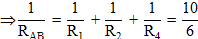 ⇒ 1/R_AB = 1/R_1 + 1/R_2 + 1/R_4 = 10/6